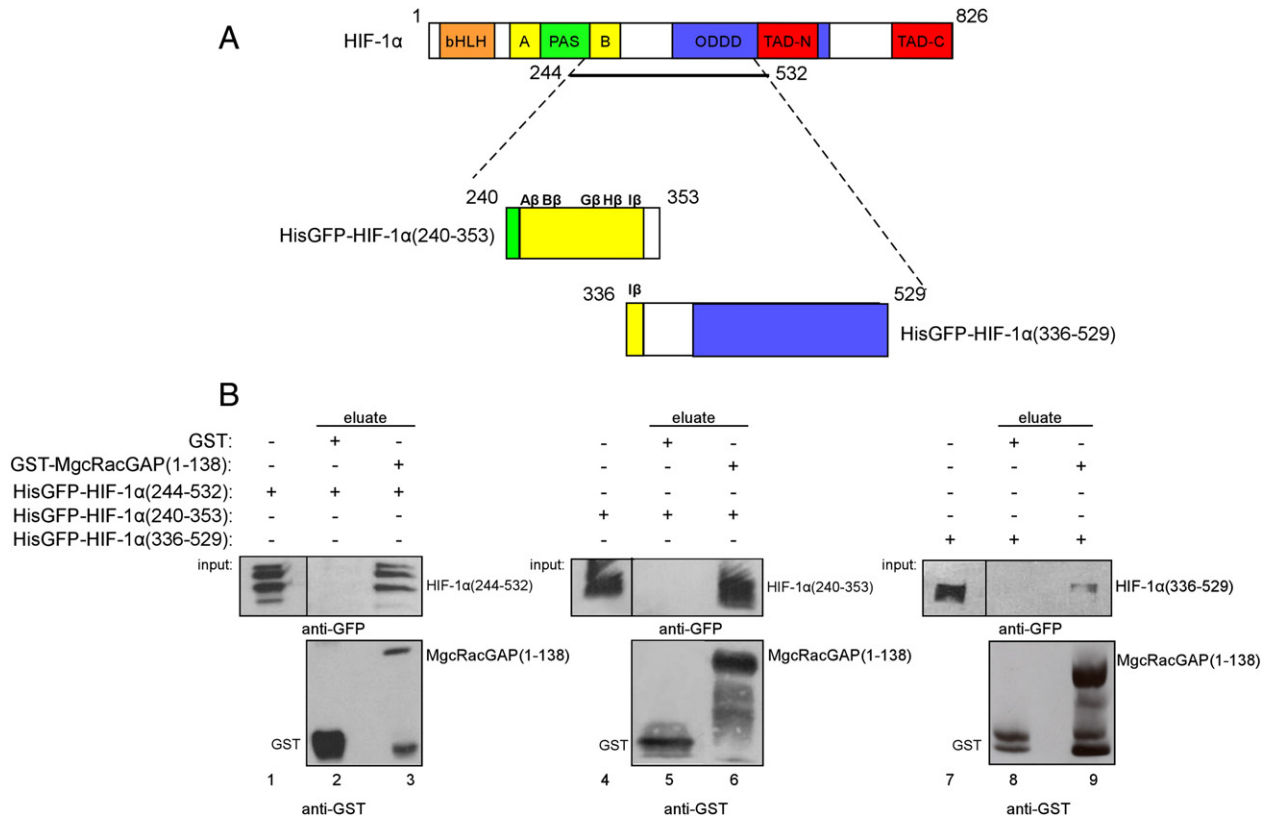 A
1
826
HIF-1α
bHLH A PAS B ODDD TAD-N TAD-C
244 532
240 Aβ Bβ Gβ Hβ Iβ 353
HisGFP-HIF-1α(240-353)
336 Iβ 529
HisGFP-HIF-1α(336-529)
B
eluate eluate eluate
GST: - + - - + - - + -
GST-MgcRacGAP(1-138): - - + - - + - - +
HisGFP-HIF-1α(244-532): + + + - - - - - -
HisGFP-HIF-1α(240-353): - - - + + + - - -
HisGFP-HIF-1α(336-529): - - - - - - + + +
input: HIF-1α(244-532) input: HIF-1α(240-353) input: HIF-1α(336-529)
anti-GFP anti-GFP anti-GFP
MgcRacGAP(1-138) MgcRacGAP(1-138) MgcRacGAP(1-138)
GST GST GST
1 2 3 4 5 6 7 8 9
anti-GST anti-GST anti-GST